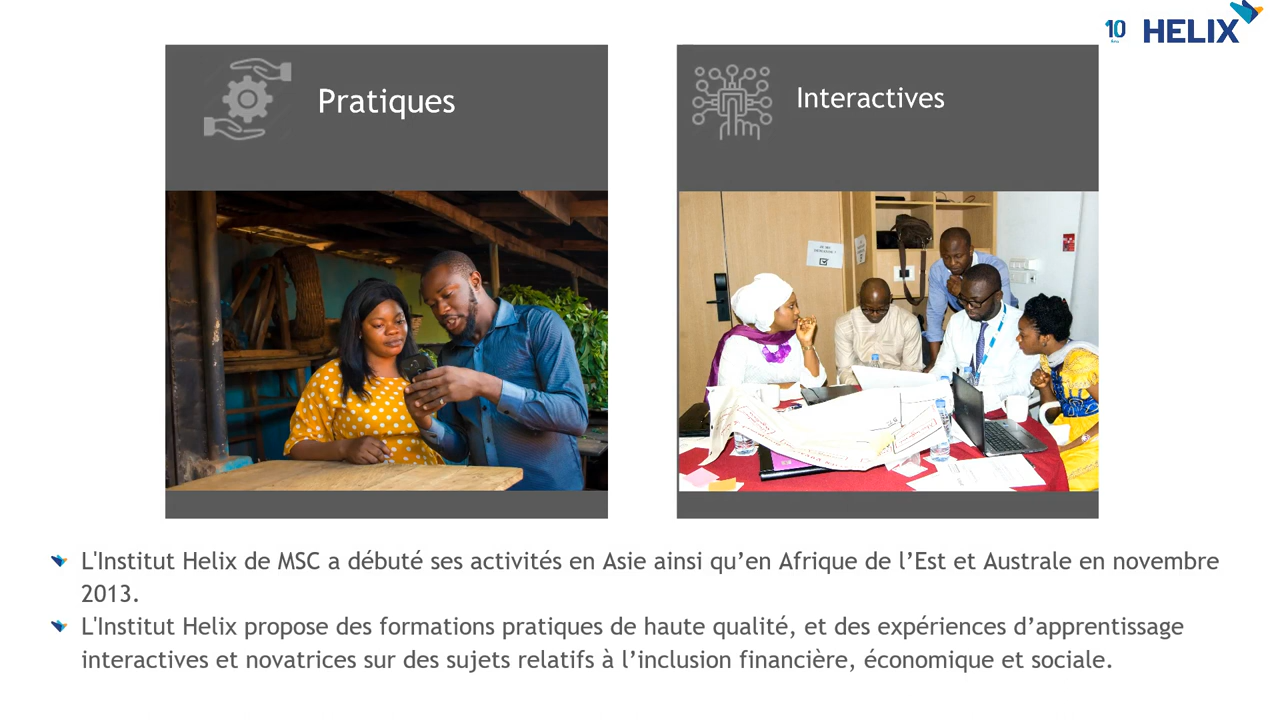 10
HELIX
Pratiques
Interactives
L'Institut Helix de MSC a débuté ses activités en Asie ainsi qu’en Afrique de l’Est et Australe en novembre
2013.
L'Institut Helix propose des formations pratiques de haute qualité, et des expériences d’apprentissage
interactives et novatrices sur des sujets relatifs à l’inclusion financière, économique et sociale.